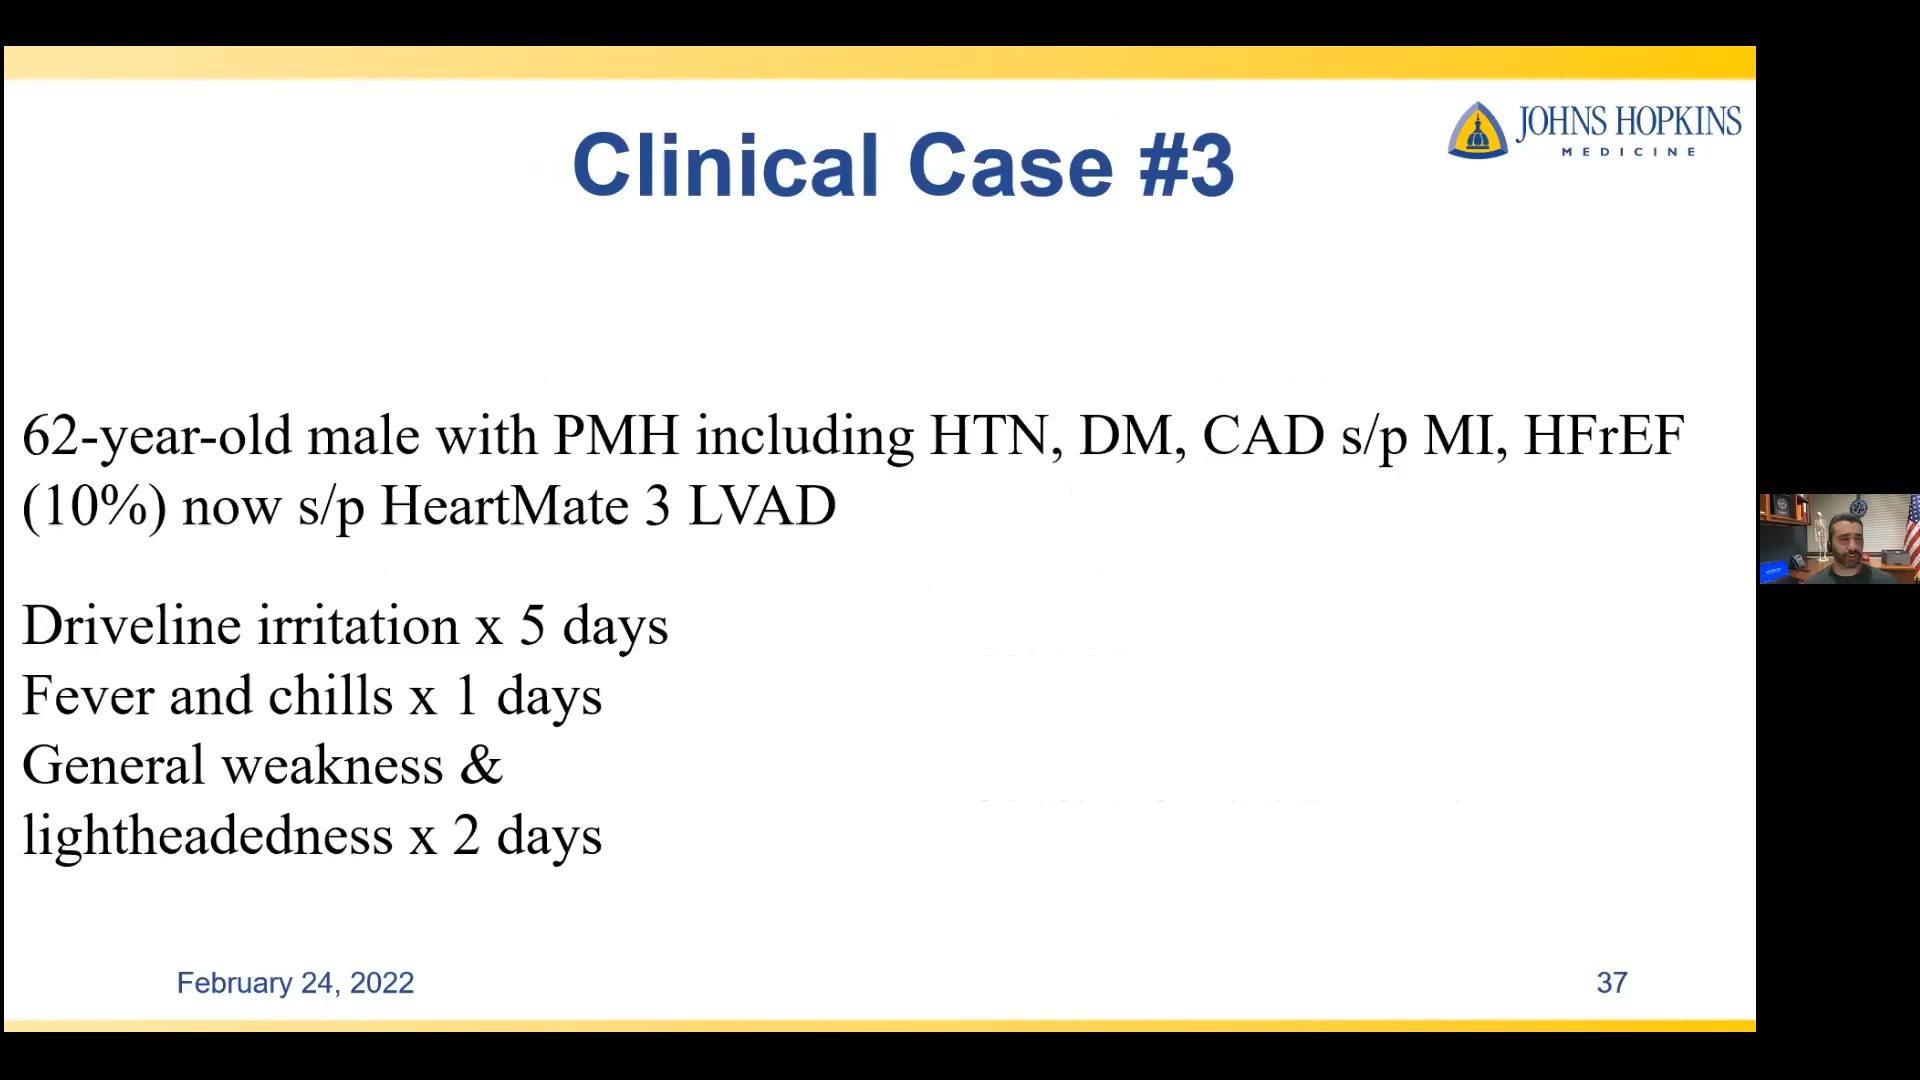 JOHNS HOPKINS
MEDICINE
Clinical Case #3
62-year-old male with PMH including HTN, DM, CAD s/p MI, HFrEF
(10%) now s/p HeartMate 3 LVAD
Driveline irritation x 5 days
Fever and chills x 1 days
General weakness &
lightheadedness x 2 days
February 24, 2022
37